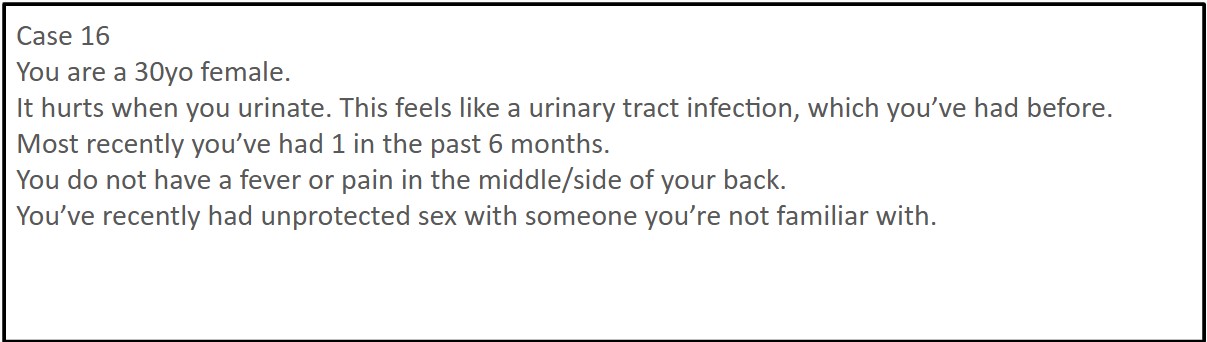 Case 16
You are a 30yo female.
It hurts when you urinate. This feels like a urinary tract infection, which you’ve had before.
Most recently you’ve had 1 in the past 6 months.
You do not have a fever or pain in the middle/side of your back.
You’ve recently had unprotected sex with someone you’re not familiar with.